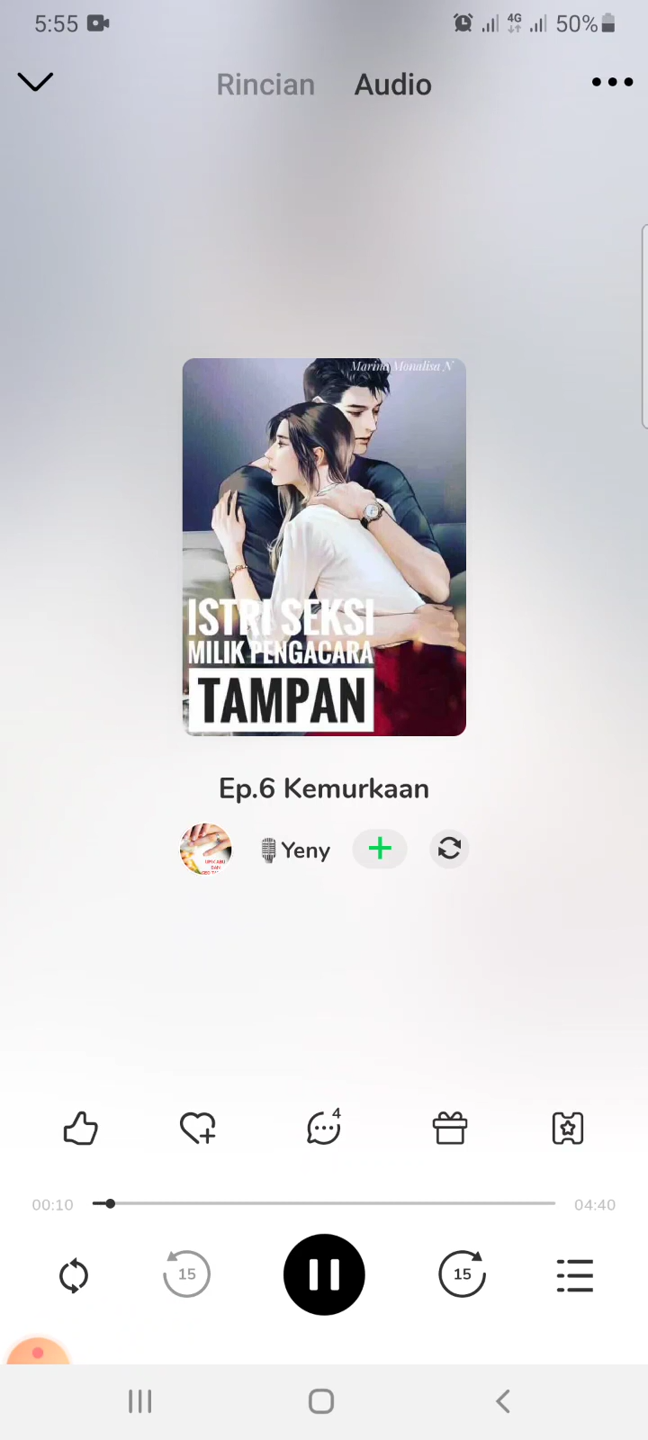 5:55
4G
50%
Rincian Audio
Marina Monalisa N
ISTRI SEKSI
MILIK PENGACARA
TAMPAN
Ep.6 Kemurkaan
Yeny
4
00:10
04:40
15
15